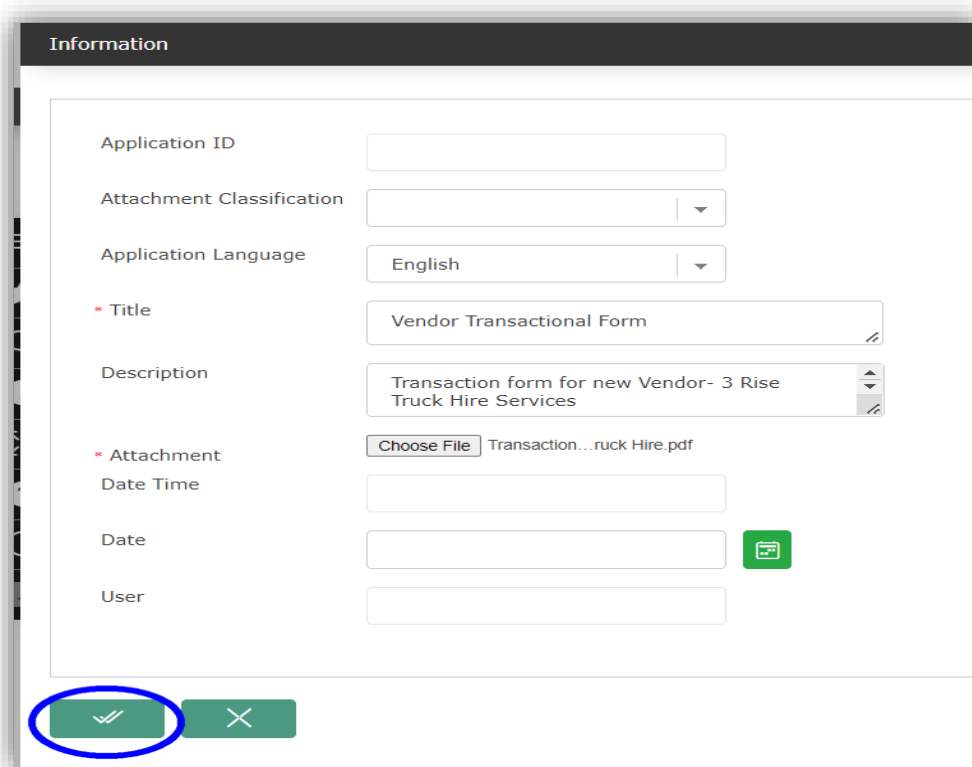 Information
Application ID
Attachment Classification
Application Language
English
* Title
Vendor Transactional Form
Description
Transaction form for new Vendor- 3 Rise
Truck Hire Services
* Attachment
Choose File Transaction...ruck Hire.pdf
Date Time
Date
User